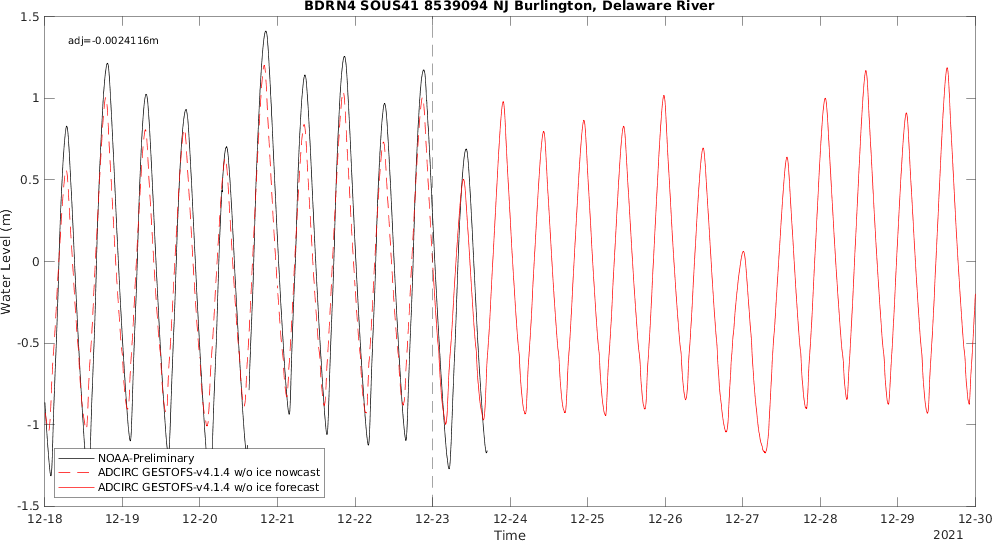 BDRN4 SOUS41 8539094 NJ Burlington, Delaware River
adj=-0.0024116m
1.5
1
0.5
0
-0.5
-1
-1.5
Water Level (m)
NOAA-Preliminary
ADCIRC GESTOFS-v4.1.4 w/o ice nowcast
ADCIRC GESTOFS-v4.1.4 w/o ice forecast
12-18 12-19 12-20 12-21 12-22 12-23 12-24 12-25 12-26 12-27 12-28 12-29 12-30
Time
2021